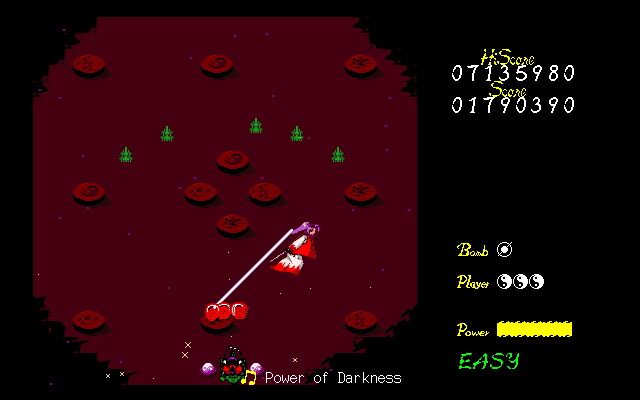 HiScore
07135980
Score
01790390
Bomb
Player
Power
EASY
Power of Darkness